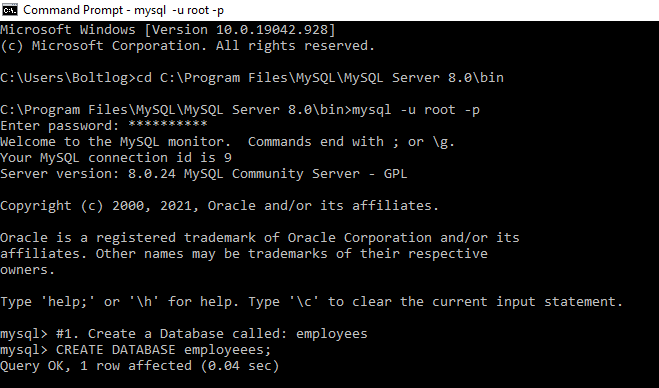 Command Prompt - mysql -u root -p
Microsoft Windows [Version 10.0.19042.928]
(c) Microsoft Corporation. All rights reserved.
C:\Users\Boltlog>cd C:\Program Files\MySQL\MySQL Server 8.0\bin
C:\Program Files\MySQL\MySQL Server 8.0\bin>mysql -u root -p
Enter password: **********
Welcome to the MySQL monitor.  Commands end with ; or \g.
Your MySQL connection id is 9
Server version: 8.0.24 MySQL Community Server - GPL
Copyright (c) 2000, 2021, Oracle and/or its affiliates.
Oracle is a registered trademark of Oracle Corporation and/or its
affiliates. Other names may be trademarks of their respective
owners.
Type 'help;' or '\h' for help. Type '\c' to clear the current input statement.
mysql> #1. Create a Database called: employees
mysql> CREATE DATABASE employeees;
Query OK, 1 row affected (0.04 sec)